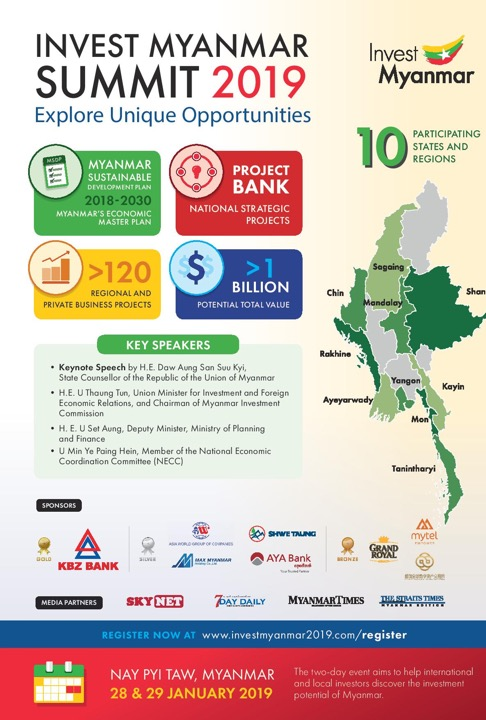 INVEST MYANMAR
SUMMIT 2019
Explore Unique Opportunities
Invest
Myanmar
10
PARTICIPATING
STATES AND
REGIONS
MSDP
MYANMAR
SUSTAINABLE
DEVELOPMENT PLAN
2018-2030
MYANMAR'S ECONOMIC
MASTER PLAN
PROJECT
BANK
NATIONAL STRATEGIC
PROJECTS
>120
REGIONAL AND
PRIVATE BUSINESS PROJECTS
$
>1
BILLION
POTENTIAL TOTAL VALUE
Sagaing
Chin
Shan
Mandalay
Rakhine
Yangon
Kayin
Ayeyarwady
Mon
Tanintharyi
KEY SPEAKERS
• Keynote Speech by H.E. Daw Aung San Suu Kyi,
State Counsellor of the Republic of the Union of Myanmar
• H.E. U Thaung Tun, Union Minister for Investment and Foreign
Economic Relations, and Chairman of Myanmar Investment
Commission
• H. E. U Set Aung, Deputy Minister, Ministry of Planning
and Finance
• U Min Ye Paing Hein, Member of the National Economic
Coordination Committee (NECC)
SPONSORS
GOLD
KBZ BANK
SILVER
ASIA WORLD GROUP OF COMPANIES
SHWE TAUNG
MAX MYANMAR
AYA Bank
BRONZE
GRAND
ROYAL
mytel
MEDIA PARTNERS
SKYNET
7DAY DAILY
MYANMAR TIMES
THE STRAITS TIMES
MYANMAR EDITION
REGISTER NOW AT www.investmyanmar2019.com/register
NAY PYI TAW, MYANMAR
28 & 29 JANUARY 2019
The two-day event aims to help international
and local investors discover the investment
potential of Myanmar.